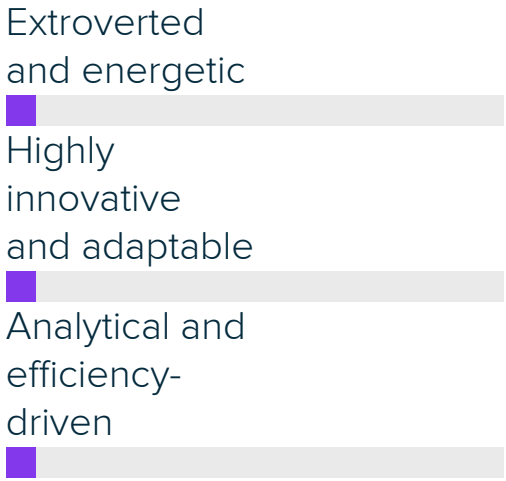 Extroverted
and energetic
Highly
innovative
and adaptable
Analytical and
efficiency-
driven